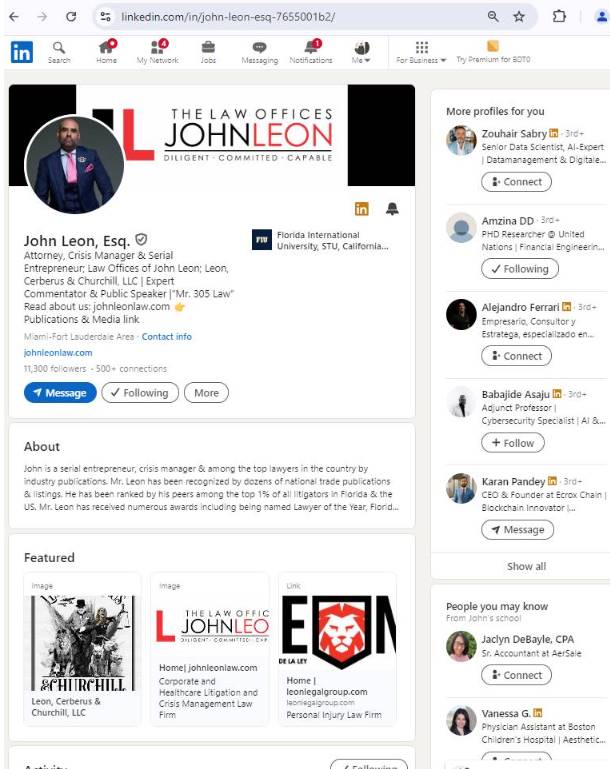 linkedin.com/in/john-leon-esq-7655001b2/
in
Search
Home
4
My Network
Jobs
Messaging
1
Notifications
Me
For Business
Try Premium for BDT0
THE LAW OFFICES
JOHNLEON
DILIGENT · COMMITTED · CAPABLE
in
John Leon, Esq.
Attorney, Crisis Manager & Serial
Entrepreneur; Law Offices of John Leon; Leon,
Cerberus & Churchill, LLC | Expert
Commentator & Public Speaker |"Mr. 305 Law"
Read about us: johnleonlaw.com 👉
Publications & Media link
FIU
Florida International
University, STU, California...
Miami-Fort Lauderdale Area · Contact info
johnleonlaw.com
11,300 followers · 500+ connections
Message
Following
More
About
John is a serial entrepreneur, crisis manager & among the top lawyers in the country by
industry publications. Mr. Leon has been recognized by dozens of national trade publications
& listings. He has been ranked by his peers among the top 1% of all litigators in Florida & the
US. Mr. Leon has received numerous awards including being named Lawyer of the Year, Florid...
Featured
Image
&CHURCHILL
Leon, Cerberus &
Churchill, LLC
Image
THE LAW OFFIC
JOHNLEO
Home| johnleonlaw.com
Corporate and
Healthcare Litigation and
Crisis Management Law
Firm
Link
DE LA LEY
Home |
leonlegalgroup.com
leonlegalgroup.com
Personal Injury Law Firm
Activity
Following
More profiles for you
Zouhair Sabry in · 3rd+
Senior Data Scientist, AI-Expert
| Datamanagement & Digitale...
Connect
Amzina DD · 3rd+
PHD Researcher @ United
Nations | Financial Engineerin...
Following
Alejandro Ferrari in · 3rd+
Empresario, Consultor y
Estratega, especializado en...
Connect
Babajide Asaju in · 3rd+
Adjunct Professor |
Cybersecurity Specialist | AI &...
Follow
Karan Pandey in · 3rd+
CEO & Founder at Ecrox Chain |
Blockchain Innovator |...
Message
Show all
People you may know
From John's school
Jaclyn DeBayle, CPA
Sr. Accountant at AerSale
Connect
Vanessa G. in
Physician Assistant at Boston
Children's Hospital | Aesthetic...
Connect